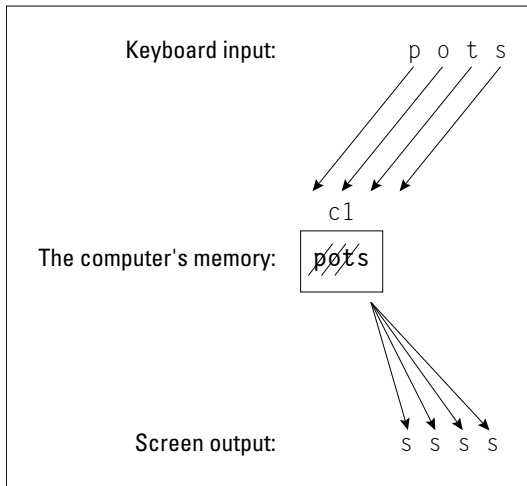 Keyboard input: p o t s
c1
The computer's memory: pots
Screen output: s s s s